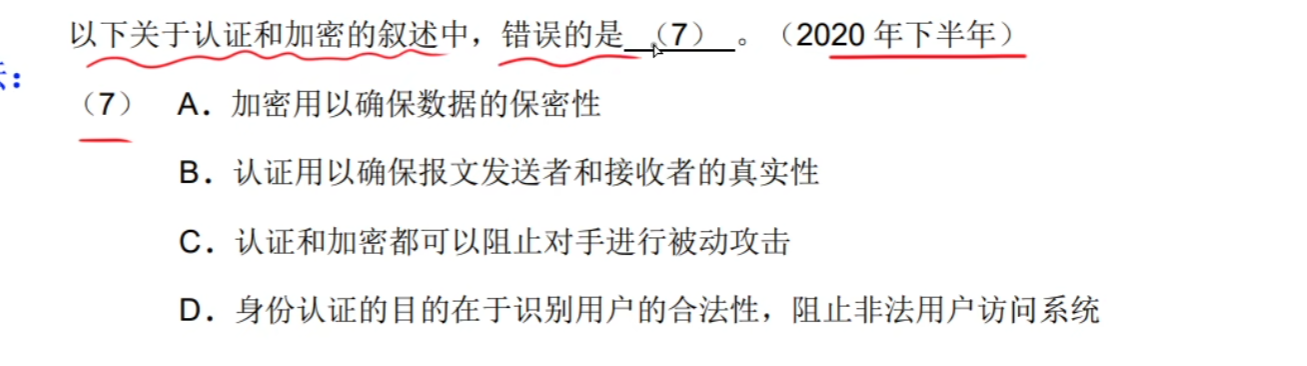 以下关于认证和加密的叙述中，错误的是（7）。（2020 年下半年）
（7） A．加密用以确保数据的保密性
B．认证用以确保报文发送者和接收者的真实性
C．认证和加密都可以阻止对手进行被动攻击
D．身份认证的目的在于识别用户的合法性，阻止非法用户访问系统